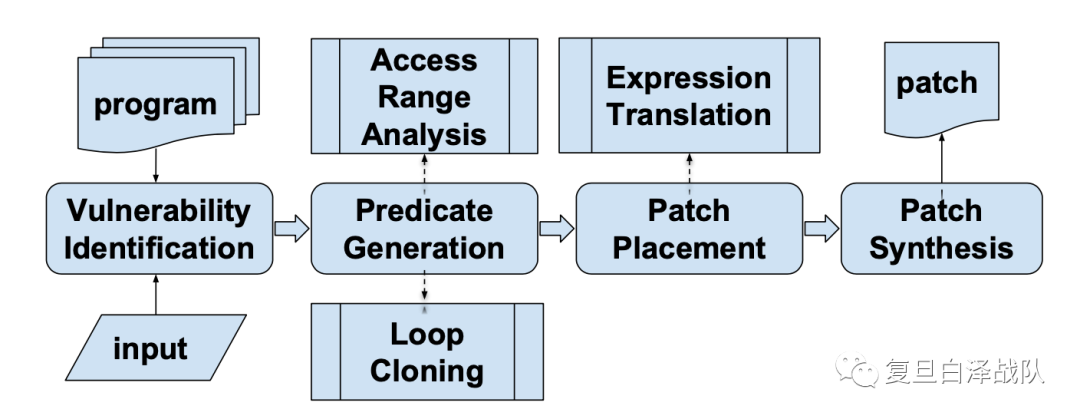 program
Access
Range
Analysis
Expression
Translation
patch
Vulnerability
Identification
Predicate
Generation
Patch
Placement
Patch
Synthesis
input
Loop
Cloning
复旦白泽战队